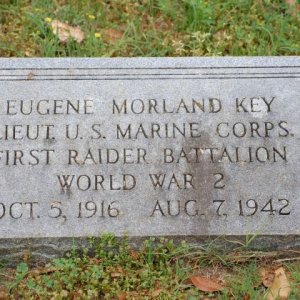 EUGENE MORLAND KEY
LIEUT. U.S. MARINE CORPS.
FIRST RAIDER BATTALION
WORLD WAR 2
OCT. 5, 1916 AUG. 7, 1942